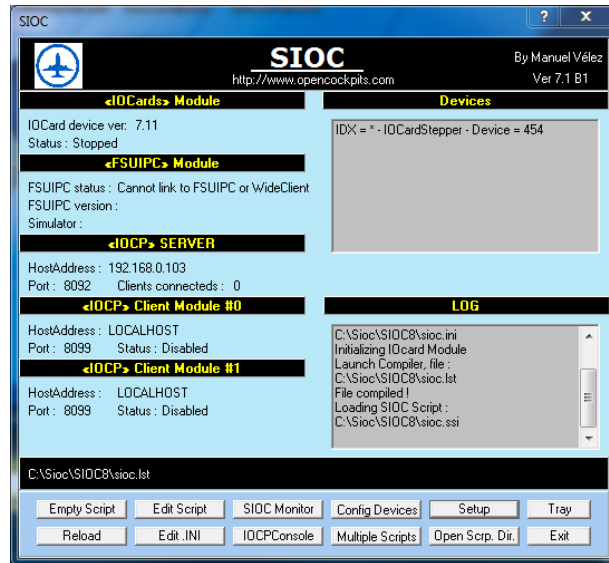 SIOC
SIOC
http://www.opencockpits.com
By Manuel Vélez
Ver 7.1 B1
«IOCards» Module
IOCard device ver: 7.11
Status : Stopped
«FSUIPC» Module
FSUIPC status : Cannot link to FSUIPC or WideClient
FSUIPC version :
Simulator :
«IOCP» SERVER
HostAddress : 192.168.0.103
Port : 8092 Clients connecteds : 0
«IOCP» Client Module #0
HostAddress : LOCALHOST
Port : 8099 Status : Disabled
«IOCP» Client Module #1
HostAddress : LOCALHOST
Port : 8099 Status : Disabled
Devices
IDX = * - IOCardStepper - Device = 454
LOG
C:\Sioc\SIOC8\sioc.ini
Initializing IOcard Module
Launch Compiler, file :
C:\Sioc\SIOC8\sioc.lst
File compiled !
Loading SIOC Script :
C:\Sioc\SIOC8\sioc.ssi
C:\Sioc\SIOC8\sioc.lst
Empty Script Edit Script SIOC Monitor Config Devices Setup Tray
Reload Edit .INI IOCPConsole Multiple Scripts Open Scrp. Dir. Exit